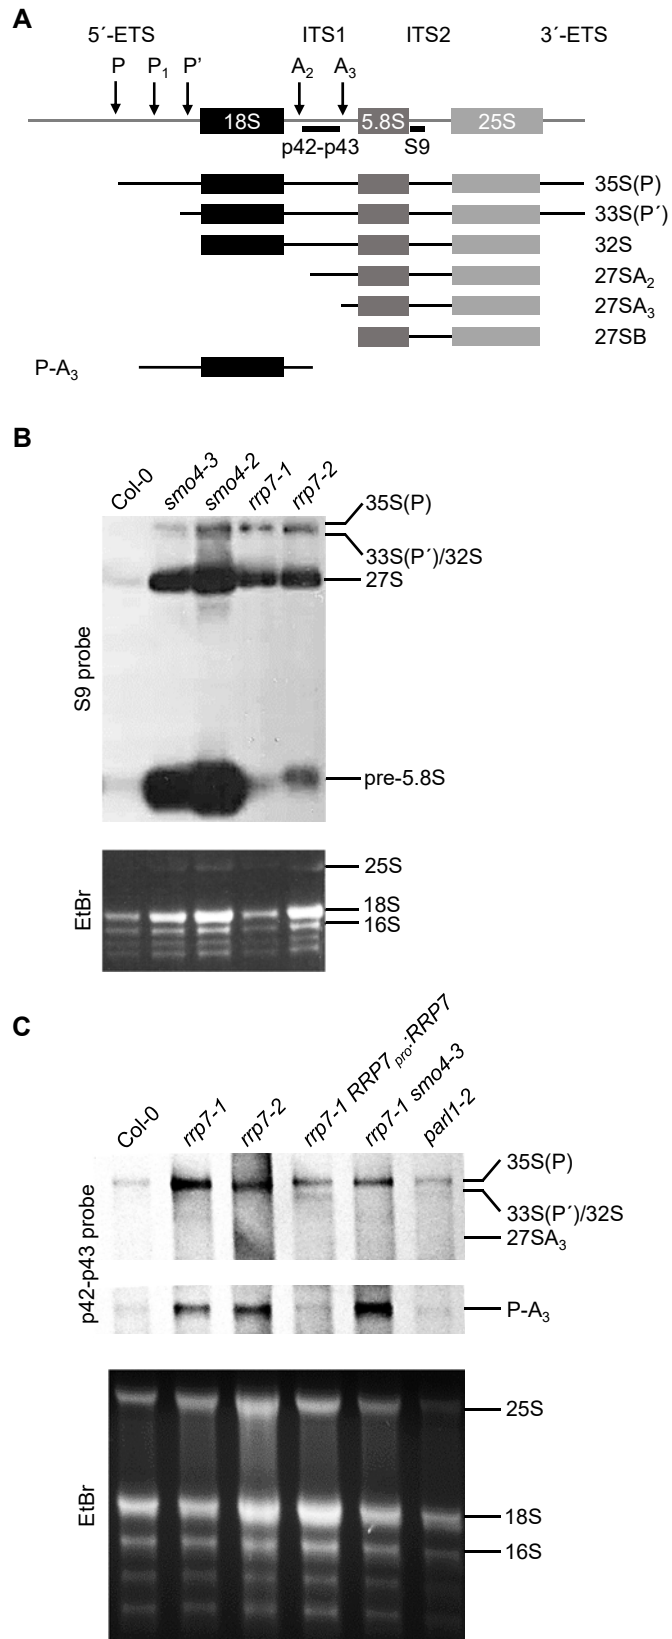 A
5´-ETS ITS1 ITS2 3´-ETS
P P1 P’ A2 A3
18S 5.8S 25S
p42-p43 S9
35S(P)
33S(P´)
32S
27SA2
27SA3
27SB
P-A3
B
Col-0 smo4-3 smo4-2 rrp7-1 rrp7-2
35S(P)
33S(P´)/32S
27S
S9 probe
pre-5.8S
25S
EtBr
18S
16S
C
Col-0 rrp7-1 rrp7-2 rrp7-1 RRP7pro:RRP7 rrp7-1 smo4-3 parl1-2
35S(P)
33S(P´)/32S
27SA3
p42-p43 probe
P-A3
25S
EtBr
18S
16S